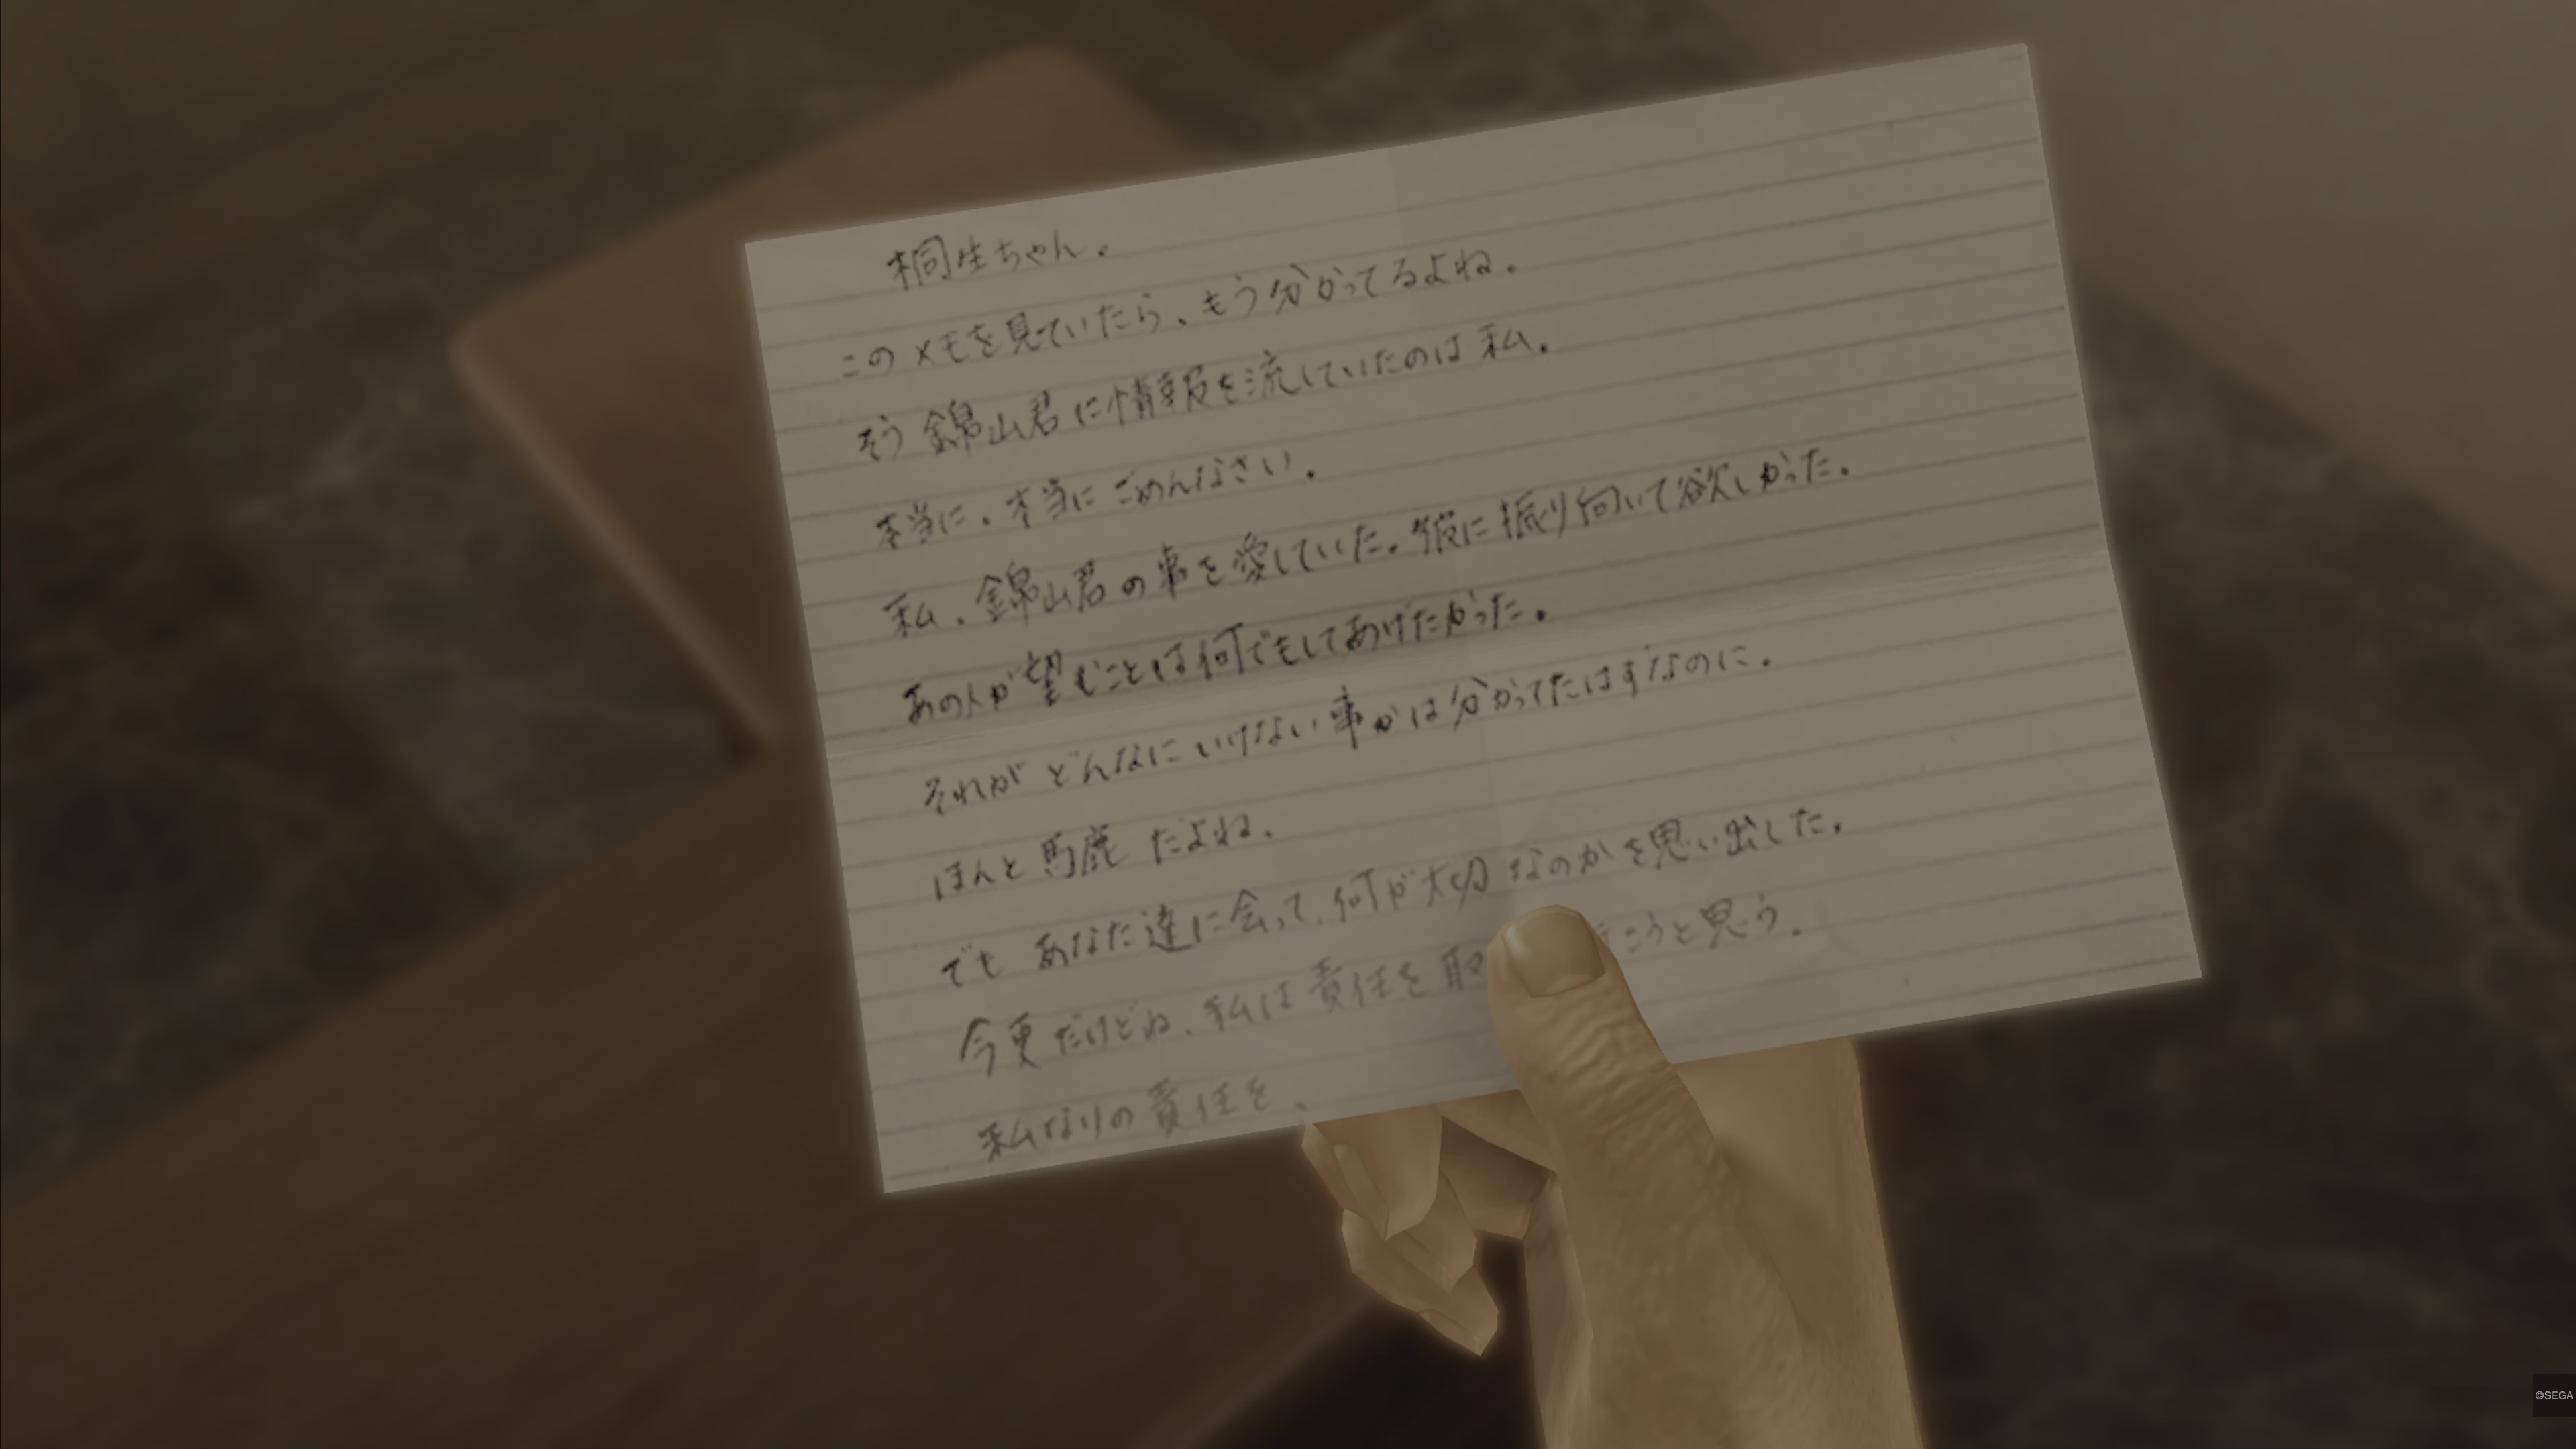 桐生ちゃん。
このメモを見ていたら、もう分かってるよね。
そう 錦山君に情報を流していたのは私。
本当に、本当にごめんなさい。
私、錦山君の事を愛していた。彼に振り向いて欲しかった。
あの人が望むことは何でもしてあげたかった。
それが どんなに いけない事かは分かってたはずなのに。
ほんと馬鹿 だよね。
でも あなた達に会って、何が大切なのかを思い出した。
今更だけどね、私は責任を取 こうと思う。
私なりの責任を。
©SEGA